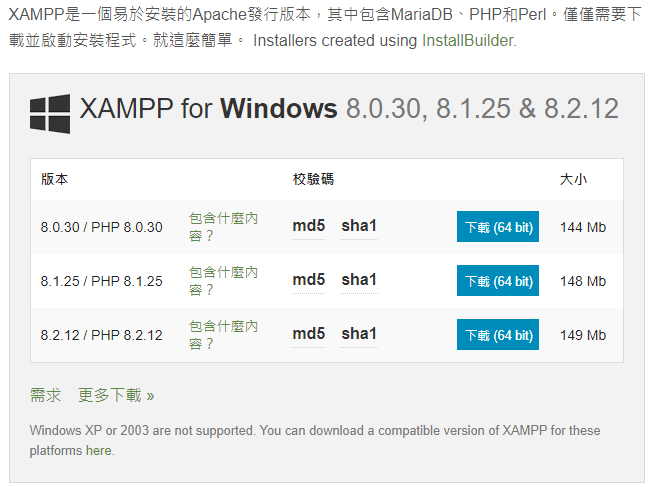 XAMPP是一個易於安裝的Apache發行版本，其中包含MariaDB、PHP和Perl。僅僅需要下
載並啟動安裝程式。就這麼簡單。 Installers created using InstallBuilder.
XAMPP for Windows 8.0.30, 8.1.25 & 8.2.12
版本 校驗碼 大小
8.0.30 / PHP 8.0.30 包含什麼內容？ md5 sha1 下載 (64 bit) 144 Mb
8.1.25 / PHP 8.1.25 包含什麼內容？ md5 sha1 下載 (64 bit) 148 Mb
8.2.12 / PHP 8.2.12 包含什麼內容？ md5 sha1 下載 (64 bit) 149 Mb
需求 更多下載 »
Windows XP or 2003 are not supported. You can download a compatible version of XAMPP for these
platforms here.